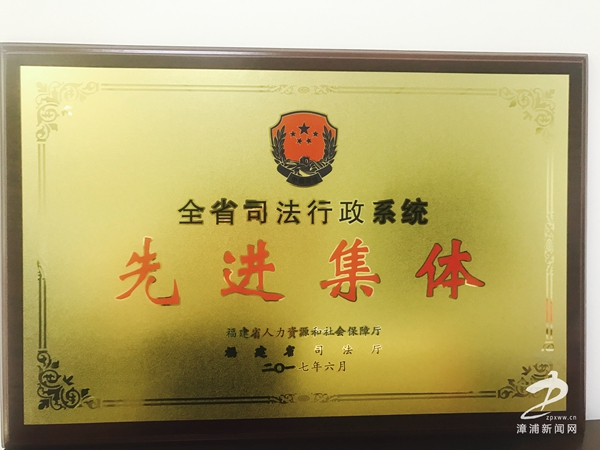 全省司法行政系统
先进集体
福建省人力資源和社会保障厅
福建省司法厅
二〇一七年六月
zpxww.cn
漳浦新闻网